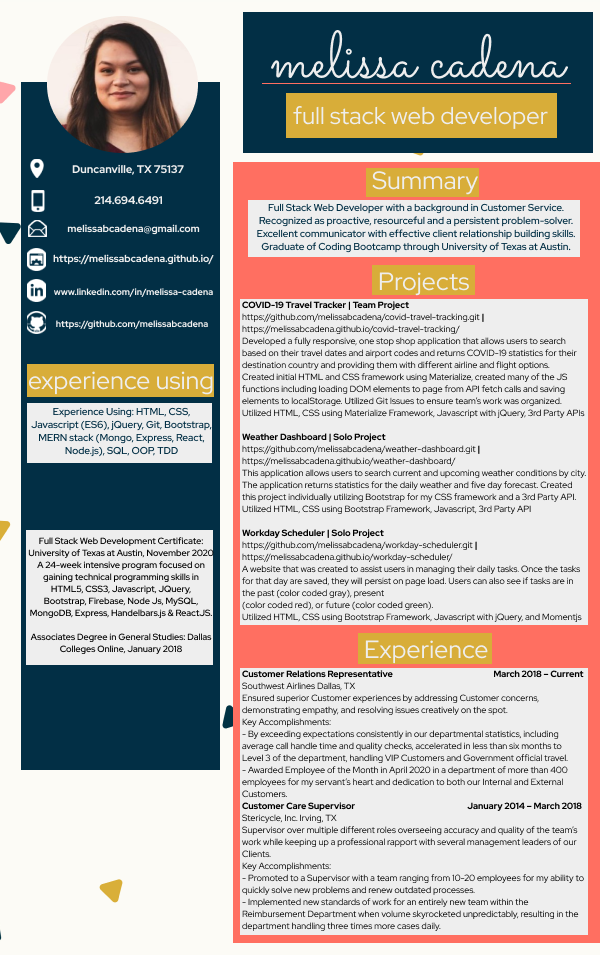 melissa cadena
full stack web developer
Duncanville, TX 75137
214.694.6491
melissabcadena@gmail.com
https://melissabcadena.github.io/
www.linkedin.com/in/melissa-cadena
https://github.com/melissabcadena
experience using
Experience Using: HTML, CSS,
Javascript (ES6), jQuery, Git, Bootstrap,
MERN stack (Mongo, Express, React,
Node.js), SQL, OOP, TDD
Full Stack Web Development Certificate:
University of Texas at Austin, November 2020
A 24-week intensive program focused on
gaining technical programming skills in
HTML5, CSS3, Javascript, JQuery,
Bootstrap, Firebase, Node Js, MySQL,
MongoDB, Express, Handelbars.js & ReactJS.
Associates Degree in General Studies: Dallas
Colleges Online, January 2018
Summary
Full Stack Web Developer with a background in Customer Service.
Recognized as proactive, resourceful and a persistent problem-solver.
Excellent communicator with effective client relationship building skills.
Graduate of Coding Bootcamp through University of Texas at Austin.
Projects
COVID-19 Travel Tracker | Team Project
https://github.com/melissabcadena/covid-travel-tracking.git |
https://melissabcadena.github.io/covid-travel-tracking/
Developed a fully responsive, one stop shop application that allows users to search
based on their travel dates and airport codes and returns COVID-19 statistics for their
destination country and providing them with different airline and flight options.
Created initial HTML and CSS framework using Materialize, created many of the JS
functions including loading DOM elements to page from API fetch calls and saving
elements to localStorage. Utilized Git Issues to ensure team's work was organized.
Utilized HTML, CSS using Materialize Framework, Javascript with jQuery, 3rd Party APIs
Weather Dashboard | Solo Project
https://github.com/melissabcadena/weather-dashboard.git |
https://melissabcadena.github.io/weather-dashboard/
This application allows users to search current and upcoming weather conditions by city.
The application returns statistics for the daily weather and five day forecast. Created
this project individually utilizing Bootstrap for my CSS framework and a 3rd Party API.
Utilized HTML, CSS using Bootstrap Framework, Javascript, 3rd Party API
Workday Scheduler | Solo Project
https://github.com/melissabcadena/workday-scheduler.git |
https://melissabcadena.github.io/workday-scheduler/
A website that was created to assist users in managing their daily tasks. Once the tasks
for that day are saved, they will persist on page load. Users can also see if tasks are in
the past (color coded gray), present
(color coded red), or future (color coded green).
Utilized HTML, CSS using Bootstrap Framework, Javascript with jQuery, and Momentjs
Experience
Customer Relations Representative March 2018 – Current
Southwest Airlines Dallas, TX
Ensured superior Customer experiences by addressing Customer concerns,
demonstrating empathy, and resolving issues creatively on the spot.
Key Accomplishments:
- By exceeding expectations consistently in our departmental statistics, including
average call handle time and quality checks, accelerated in less than six months to
Level 3 of the department, handling VIP Customers and Government official travel.
- Awarded Employee of the Month in April 2020 in a department of more than 400
employees for my servant's heart and dedication to both our Internal and External
Customers.
Customer Care Supervisor January 2014 – March 2018
Stericycle, Inc. Irving, TX
Supervisor over multiple different roles overseeing accuracy and quality of the team's
work while keeping up a professional rapport with several management leaders of our
Clients.
Key Accomplishments:
- Promoted to a Supervisor with a team ranging from 10-20 employees for my ability to
quickly solve new problems and renew outdated processes.
- Implemented new standards of work for an entirely new team within the
Reimbursement Department when volume skyrocketed unpredictably, resulting in the
department handling three times more cases daily.